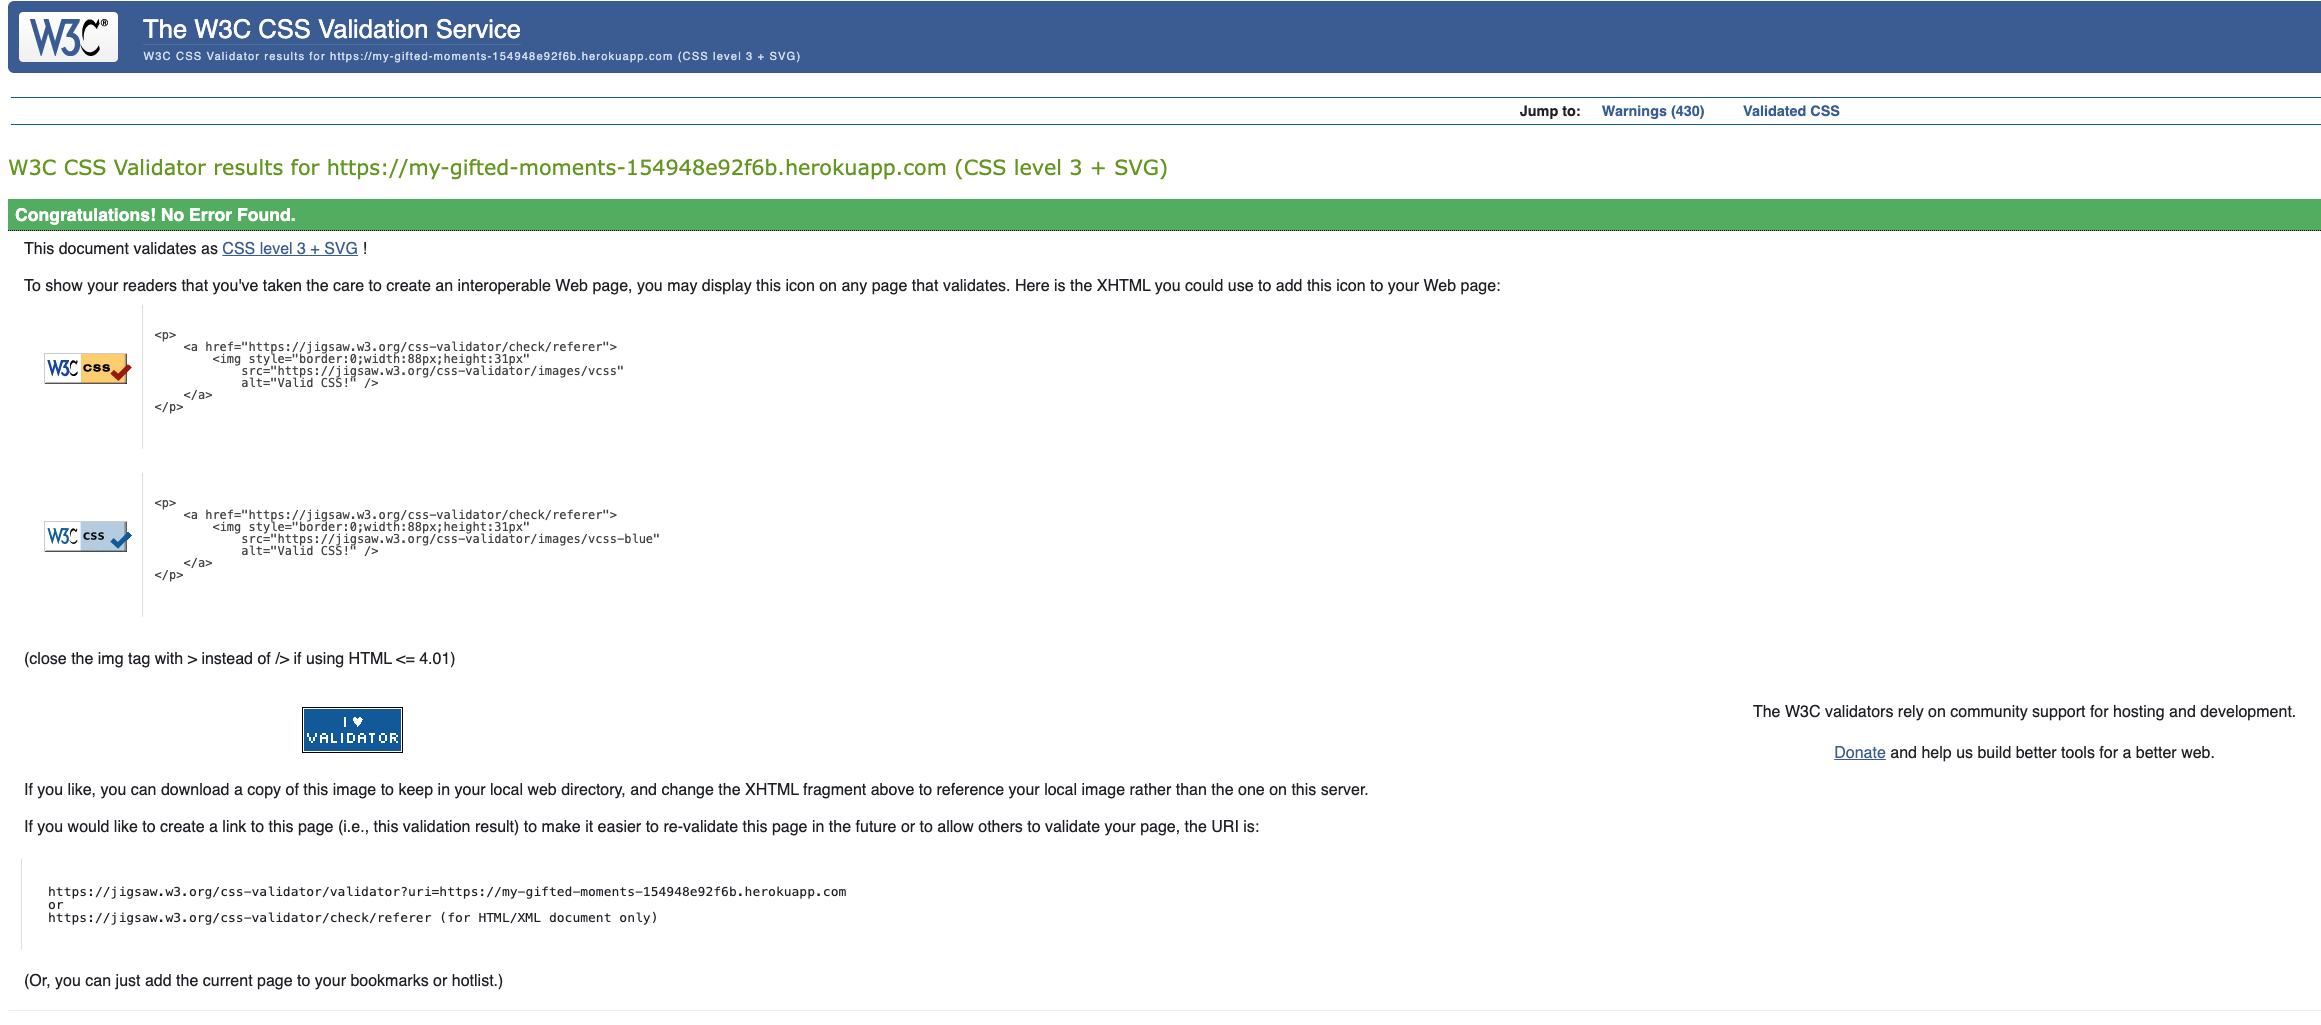 W3C®
The W3C CSS Validation Service
W3C CSS Validator results for https://my-gifted-moments-154948e92f6b.herokuapp.com (CSS level 3 + SVG)
Jump to: Warnings (430) Validated CSS
W3C CSS Validator results for https://my-gifted-moments-154948e92f6b.herokuapp.com (CSS level 3 + SVG)
Congratulations! No Error Found.
This document validates as CSS level 3 + SVG !
To show your readers that you've taken the care to create an interoperable Web page, you may display this icon on any page that validates. Here is the XHTML you could use to add this icon to your Web page:
W3C css
<p>
<a href="https://jigsaw.w3.org/css-validator/check/referer">
<img style="border:0;width:88px;height:31px"
src="https://jigsaw.w3.org/css-validator/images/vcss"
alt="Valid CSS!" />
</a>
</p>
W3C css
<p>
<a href="https://jigsaw.w3.org/css-validator/check/referer">
<img style="border:0;width:88px;height:31px"
src="https://jigsaw.w3.org/css-validator/images/vcss-blue"
alt="Valid CSS!" />
</a>
</p>
(close the img tag with > instead of /> if using HTML <= 4.01)
I ♥
VALIDATOR
The W3C validators rely on community support for hosting and development.
Donate and help us build better tools for a better web.
If you like, you can download a copy of this image to keep in your local web directory, and change the XHTML fragment above to reference your local image rather than the one on this server.
If you would like to create a link to this page (i.e., this validation result) to make it easier to re-validate this page in the future or to allow others to validate your page, the URI is:
https://jigsaw.w3.org/css-validator/validator?uri=https://my-gifted-moments-154948e92f6b.herokuapp.com
or
https://jigsaw.w3.org/css-validator/check/referer (for HTML/XML document only)
(Or, you can just add the current page to your bookmarks or hotlist.)